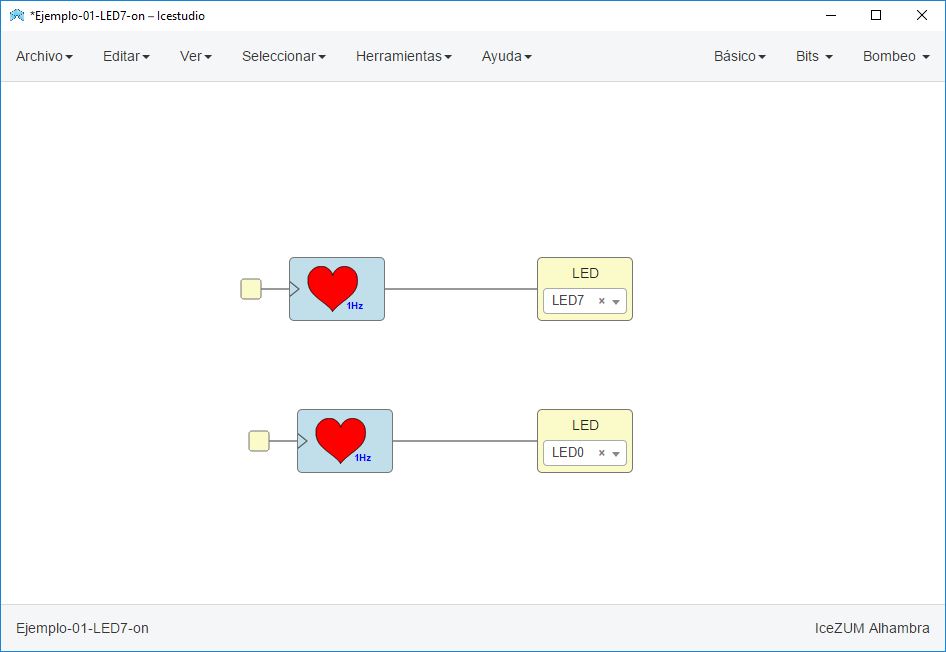 *Ejemplo-01-LED7-on – Icestudio
Archivo Editar Ver Seleccionar Herramientas Ayuda Básico Bits Bombeo
LED
1Hz LED7 ×
LED
1Hz LED0 ×
Ejemplo-01-LED7-on IceZUM Alhambra